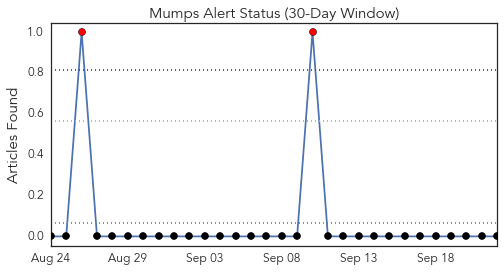 Mumps Alert Status (30-Day Window)
Articles Found
1.0
0.8
0.6
0.4
0.2
0.0
Aug 24 Aug 29 Sep 03 Sep 08 Sep 13 Sep 18